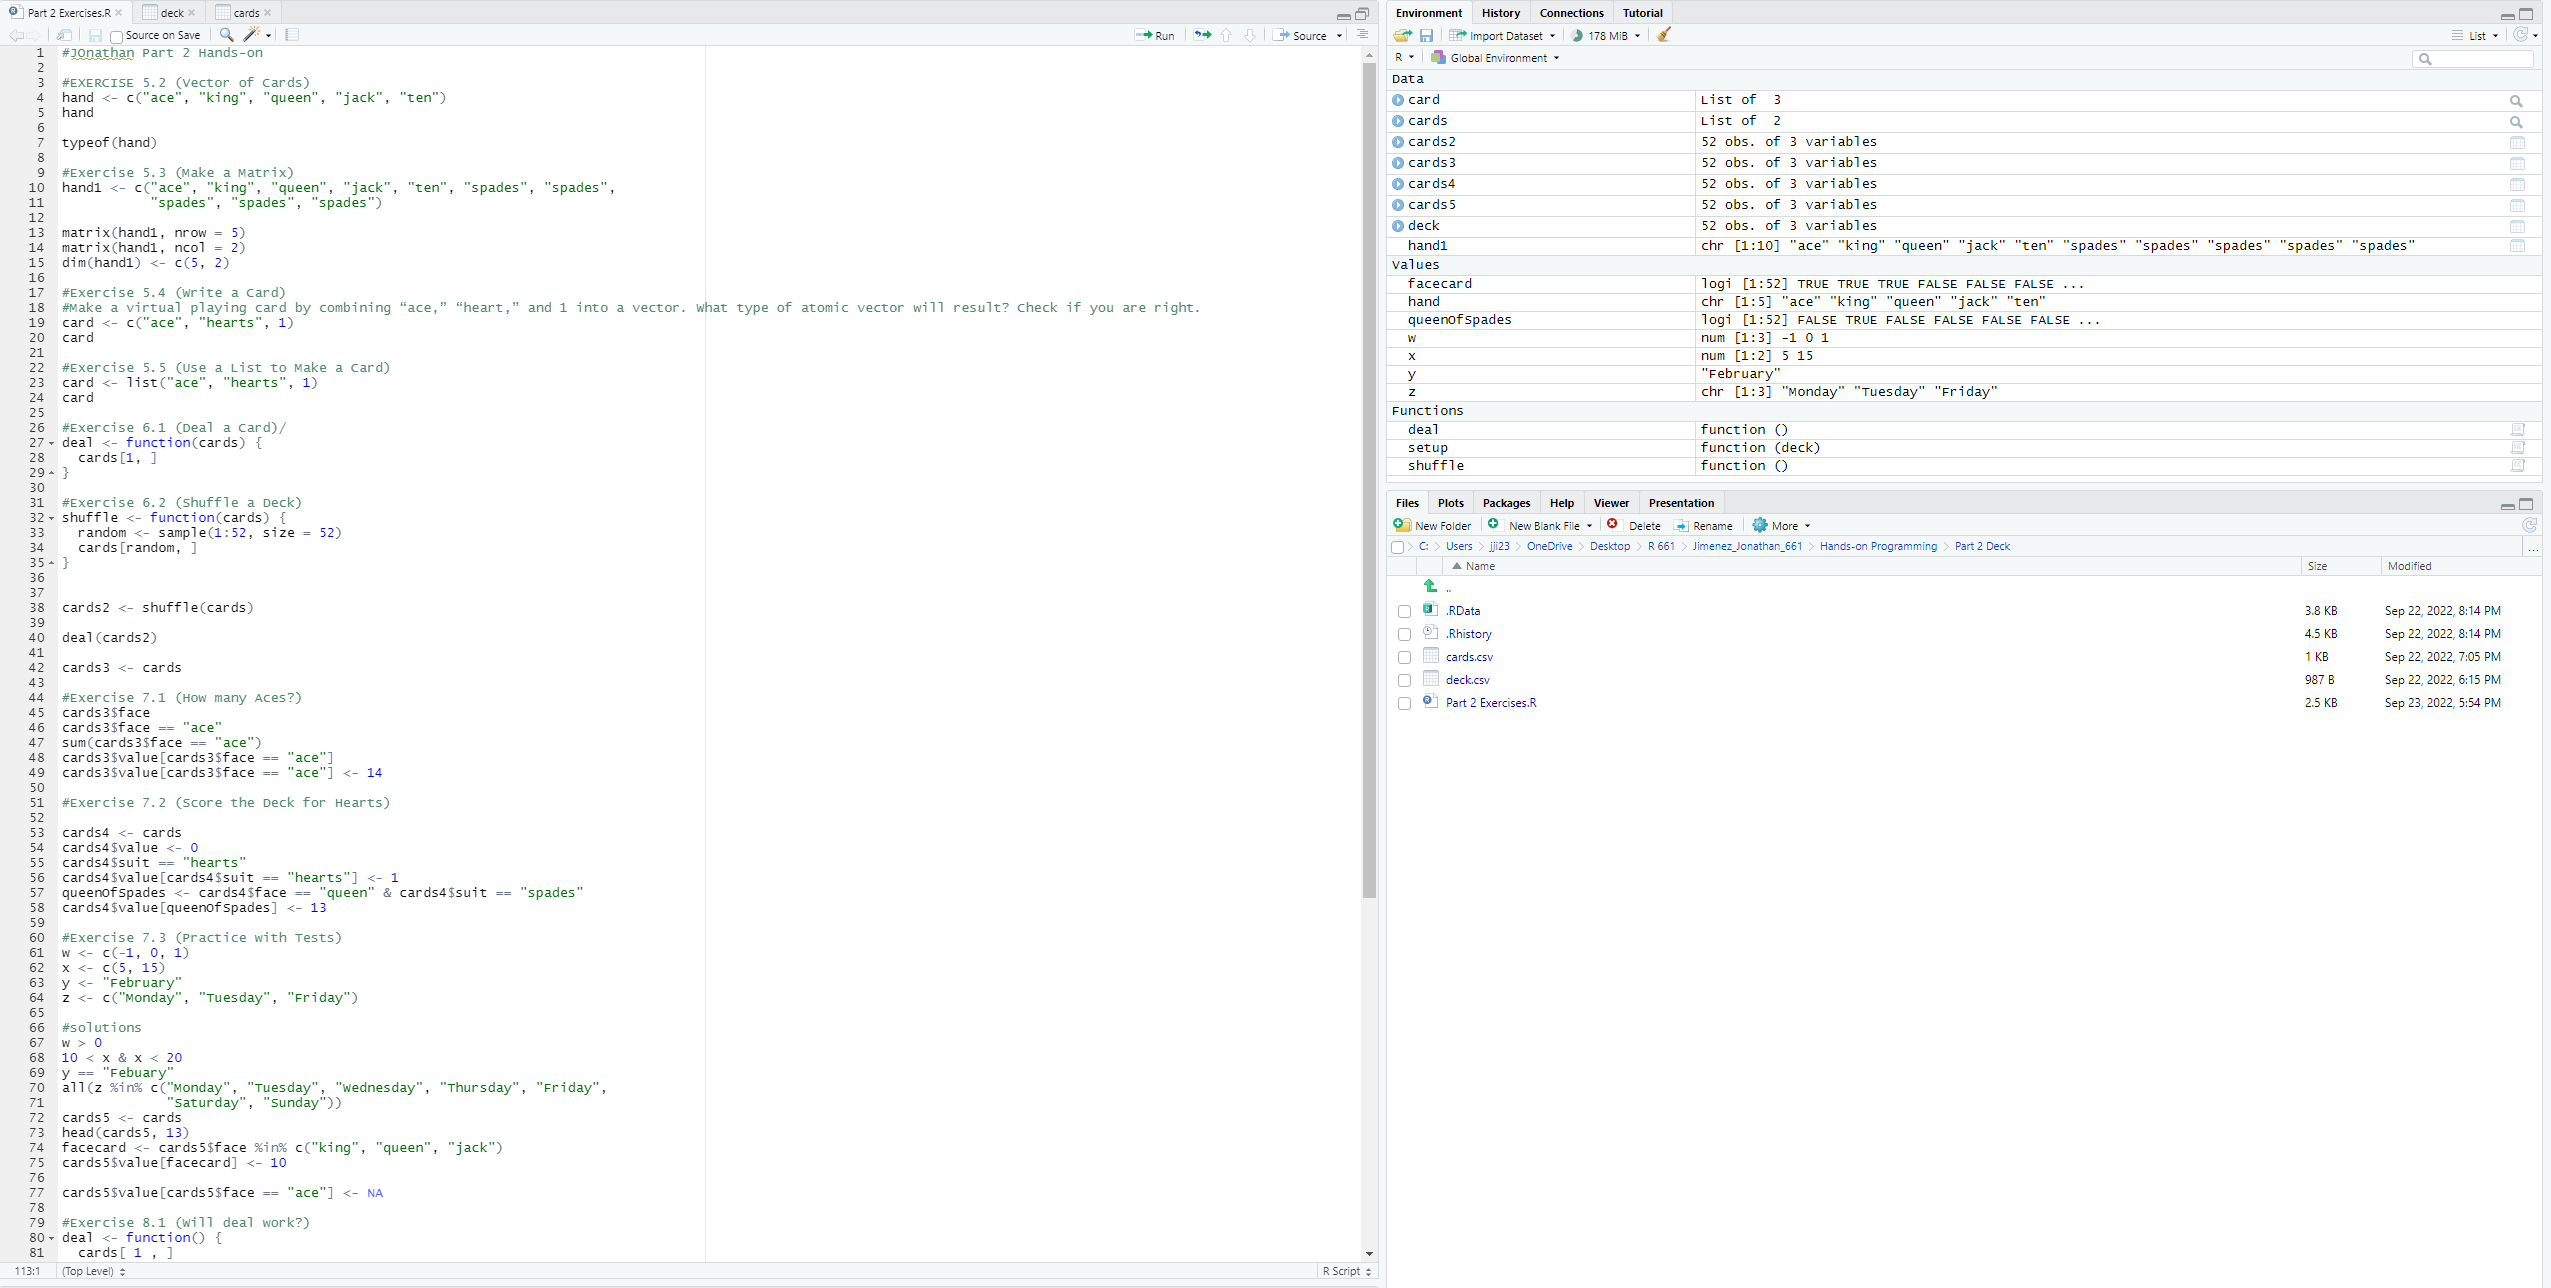 Part 2 Exercises.R
deck
cards
Source on Save
Run
Source
1 #JOnathan Part 2 Hands-on
2
3 #EXERCISE 5.2 (Vector of Cards)
4 hand <- c("ace", "king", "queen", "jack", "ten")
5 hand
6
7 typeof(hand)
8
9 #Exercise 5.3 (Make a Matrix)
10 hand1 <- c("ace", "king", "queen", "jack", "ten", "spades", "spades",
11 "spades", "spades", "spades")
12
13 matrix(hand1, nrow = 5)
14 matrix(hand1, ncol = 2)
15 dim(hand1) <- c(5, 2)
16
17 #Exercise 5.4 (Write a Card)
18 #Make a virtual playing card by combining “ace,” “heart,” and 1 into a vector. What type of atomic vector will result? Check if you are right.
19 card <- c("ace", "hearts", 1)
20 card
21
22 #Exercise 5.5 (Use a List to Make a Card)
23 card <- list("ace", "hearts", 1)
24 card
25
26 #Exercise 6.1 (Deal a Card)/
27 deal <- function(cards) {
28 cards[1, ]
29 }
30
31 #Exercise 6.2 (Shuffle a Deck)
32 shuffle <- function(cards) {
33 random <- sample(1:52, size = 52)
34 cards[random, ]
35 }
36
37
38 cards2 <- shuffle(cards)
39
40 deal(cards2)
41
42 cards3 <- cards
43
44 #Exercise 7.1 (How many Aces?)
45 cards3$face
46 cards3$face == "ace"
47 sum(cards3$face == "ace")
48 cards3$value[cards3$face == "ace"]
49 cards3$value[cards3$face == "ace"] <- 14
50
51 #Exercise 7.2 (Score the Deck for Hearts)
52
53 cards4 <- cards
54 cards4$value <- 0
55 cards4$suit == "hearts"
56 cards4$value[cards4$suit == "hearts"] <- 1
57 queenOfSpades <- cards4$face == "queen" & cards4$suit == "spades"
58 cards4$value[queenOfSpades] <- 13
59
60 #Exercise 7.3 (Practice with Tests)
61 w <- c(-1, 0, 1)
62 x <- c(5, 15)
63 y <- "February"
64 z <- c("Monday", "Tuesday", "Friday")
65
66 #solutions
67 w > 0
68 10 < x & x < 20
69 y == "Febuary"
70 all(z %in% c("Monday", "Tuesday", "Wednesday", "Thursday", "Friday",
71 "Saturday", "Sunday"))
72 cards5 <- cards
73 head(cards5, 13)
74 facecard <- cards5$face %in% c("king", "queen", "jack")
75 cards5$value[facecard] <- 10
76
77 cards5$value[cards5$face == "ace"] <- NA
78
79 #Exercise 8.1 (Will deal work?)
80 deal <- function() {
81 cards[ 1 , ]
113:1 (Top Level) R Script
Environment History Connections Tutorial
Import Dataset 178 MiB List
R Global Environment
Data
card List of 3
cards List of 2
cards2 52 obs. of 3 variables
cards3 52 obs. of 3 variables
cards4 52 obs. of 3 variables
cards5 52 obs. of 3 variables
deck 52 obs. of 3 variables
hand1 chr [1:10] "ace" "king" "queen" "jack" "ten" "spades" "spades" "spades" "spades" "spades"
Values
facecard logi [1:52] TRUE TRUE TRUE FALSE FALSE FALSE ...
hand chr [1:5] "ace" "king" "queen" "jack" "ten"
queenOfSpades logi [1:52] FALSE TRUE FALSE FALSE FALSE FALSE ...
w num [1:3] -1 0 1
x num [1:2] 5 15
y "February"
z chr [1:3] "Monday" "Tuesday" "Friday"
Functions
deal function ()
setup function (deck)
shuffle function ()
Files Plots Packages Help Viewer Presentation
New Folder New Blank File Delete Rename More
C: Users jji23 OneDrive Desktop R 661 Jimenez_Jonathan_661 Hands-on Programming Part 2 Deck ...
Name Size Modified
..
.RData 3.8 KB Sep 22, 2022, 8:14 PM
.Rhistory 4.5 KB Sep 22, 2022, 8:14 PM
cards.csv 1 KB Sep 22, 2022, 7:05 PM
deck.csv 987 B Sep 22, 2022, 6:15 PM
Part 2 Exercises.R 2.5 KB Sep 23, 2022, 5:54 PM